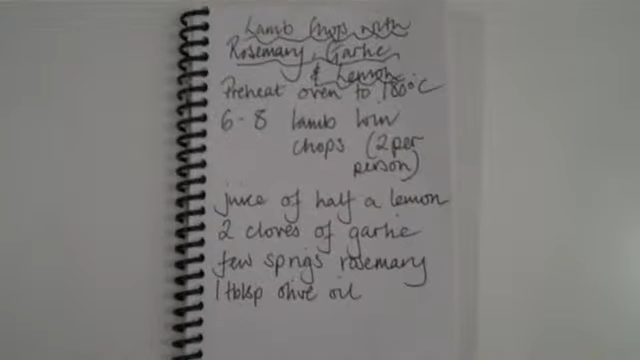 Lamb Chops with
Rosemary, Garlic
& Lemon
Preheat oven to 180°C
6-8 lamb loin
chops (2 per
person)
juice of half a lemon
2 cloves of garlic
few sprigs rosemary
1 tblsp olive oil